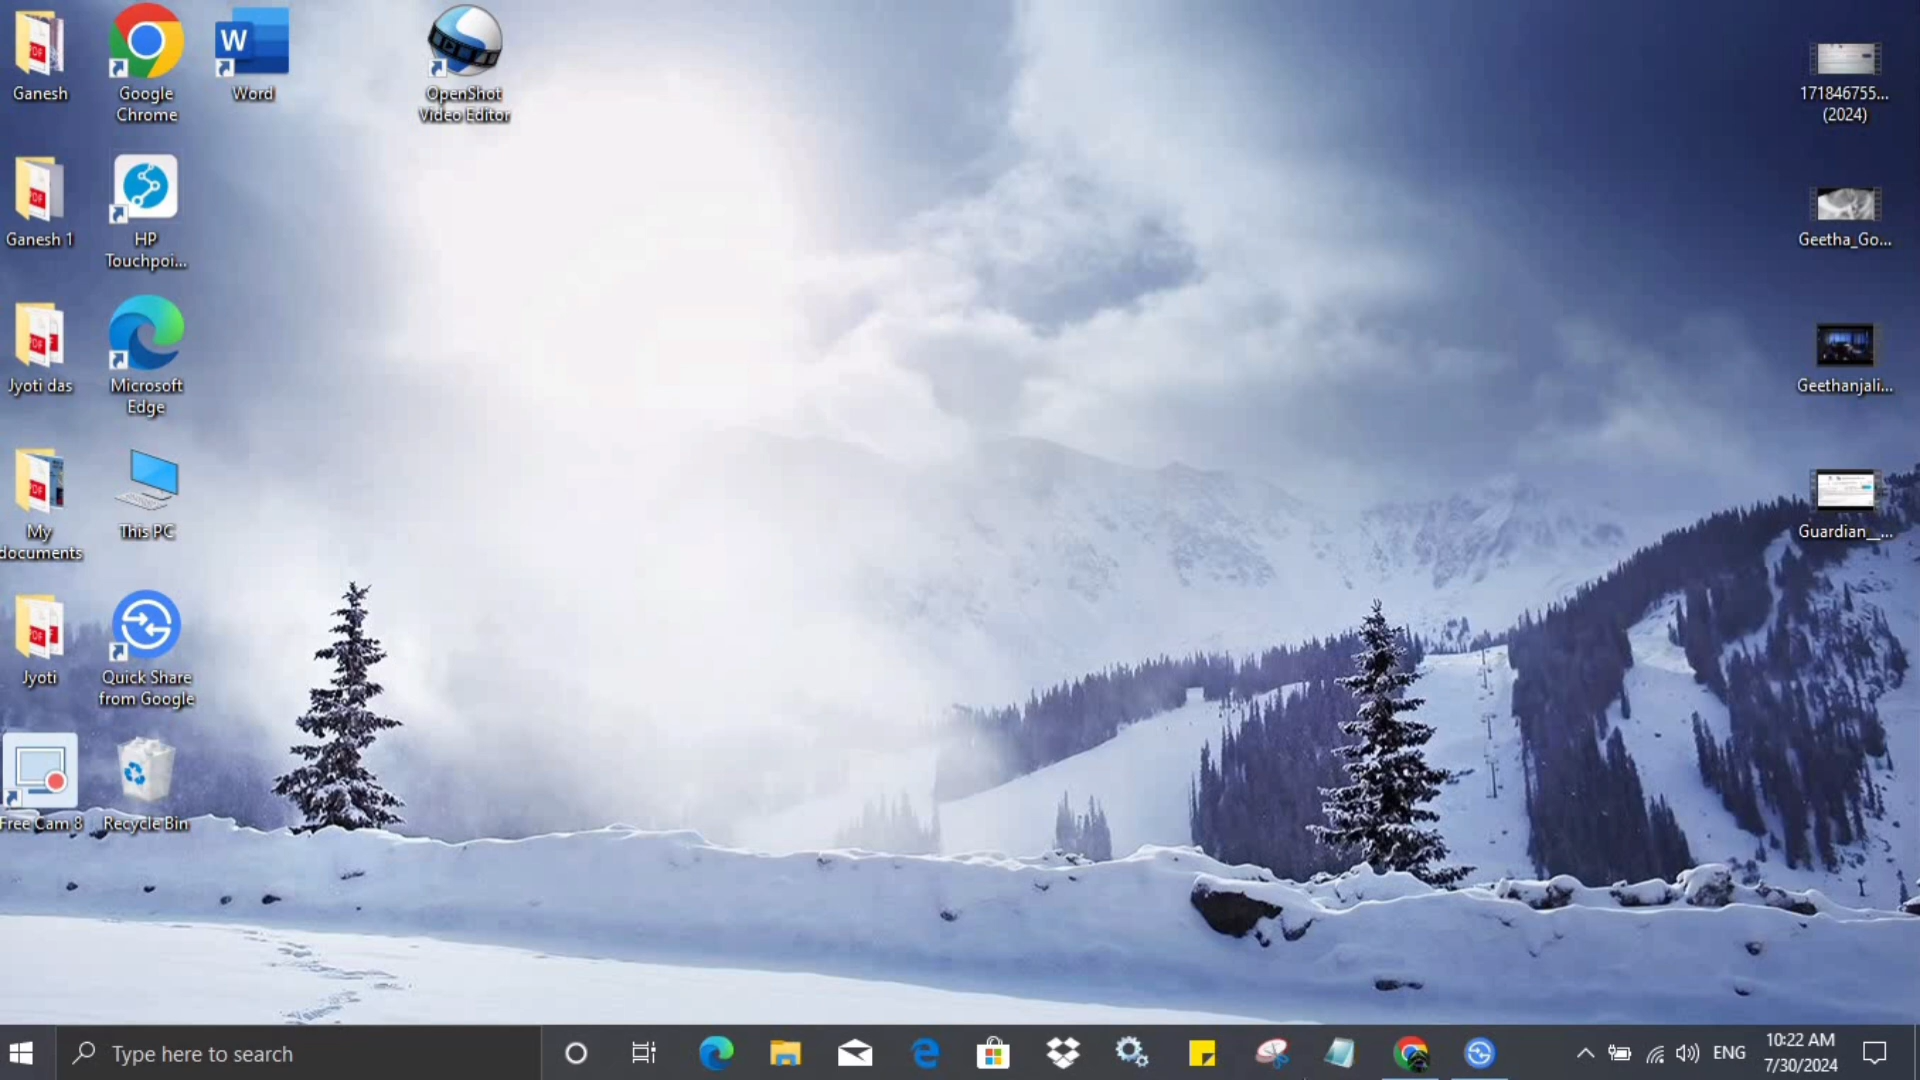 Ganesh
Google
Chrome
Word
OpenShot
Video Editor
171846755...
(2024)
Ganesh 1
HP
Touchpoi...
Geetha_Go...
Jyoti das
Microsoft
Edge
Geethanjali...
My
documents
This PC
Guardian__...
Jyoti
Quick Share
from Google
Free Cam 8
Recycle Bin
Type here to search
ENG
10:22 AM
7/30/2024